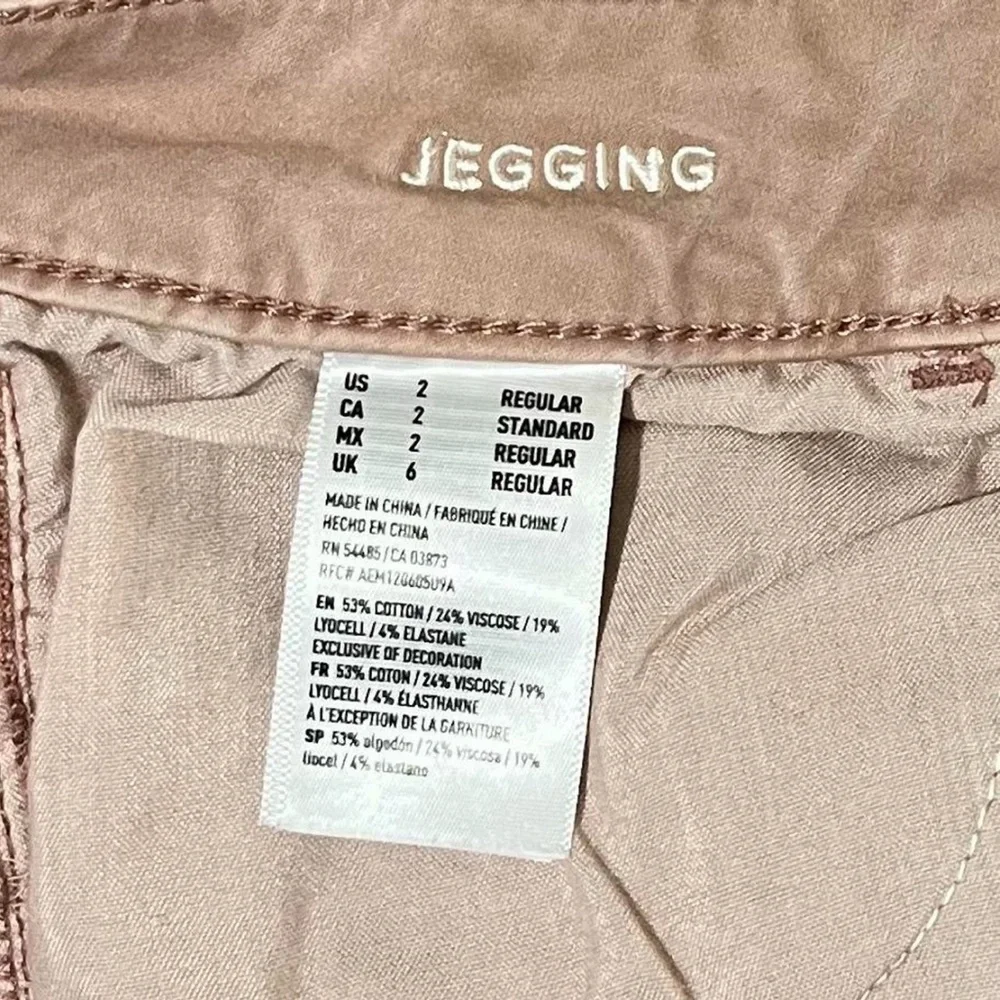 JEGGING
US 2 REGULAR
CA 2 STANDARD
MX 2 REGULAR
UK 6 REGULAR
MADE IN CHINA / FABRIQUÉ EN CHINE /
HECHO EN CHINA
RN 54485 / CA 03873
RFC# AEM120605U9A
EN 53% COTTON / 24% VISCOSE / 19%
LYOCELL / 4% ELASTANE
EXCLUSIVE OF DECORATION
FR 53% COTON / 24% VISCOSE / 19%
LYOCELL / 4% ÉLASTHANNE
À L'EXCEPTION DE LA GARNITURE
SP 53% algodón / 24% viscosa / 19%
liocel / 4% elastano